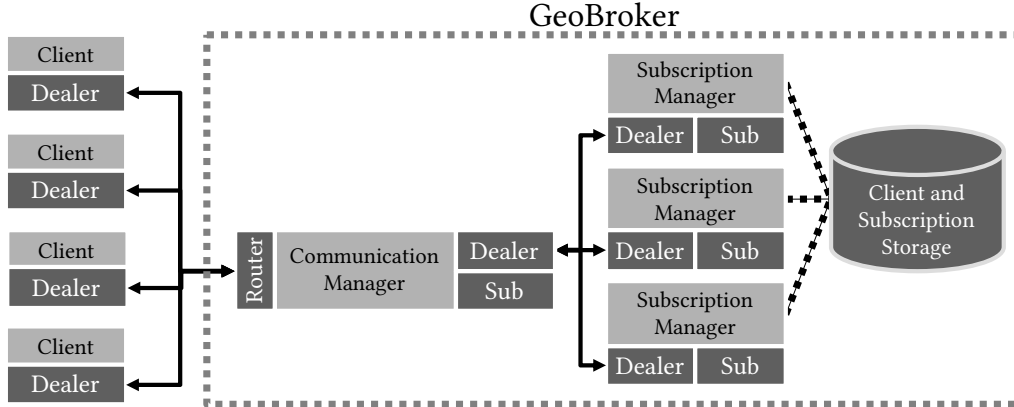 GeoBroker
Client
Dealer
Client
Dealer
Client
Dealer
Client
Dealer
Router
Communication
Manager
Dealer
Sub
Subscription
Manager
Dealer
Sub
Subscription
Manager
Dealer
Sub
Subscription
Manager
Dealer
Sub
Client and
Subscription
Storage